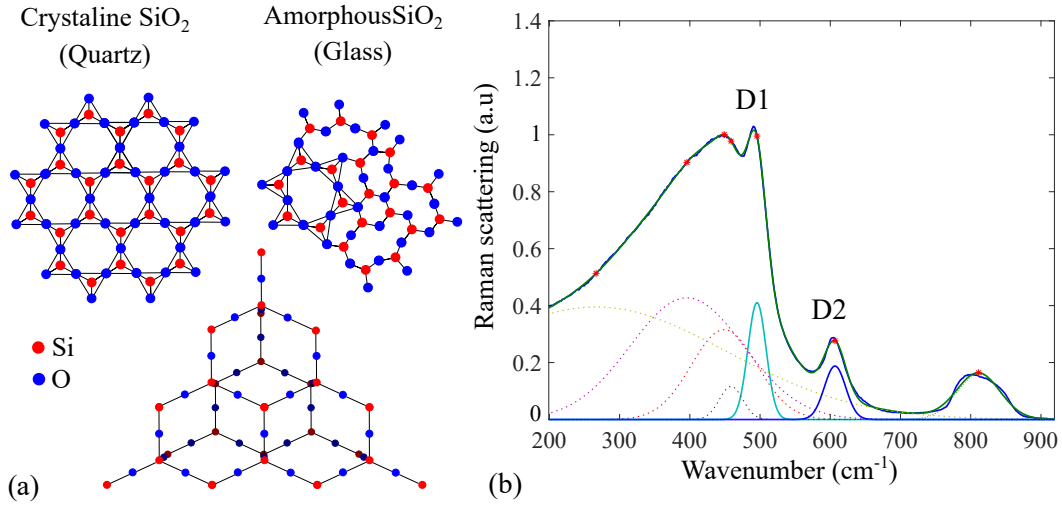 Crystaline SiO2
(Quartz)
AmorphousSiO2
(Glass)
Si
O
(a)
1.4
1.2
1
0.8
0.6
0.4
0.2
0
Raman scattering (a.u)
D1
D2
200
300
400
500
600
700
800
900
Wavenumber (cm-1)
(b)